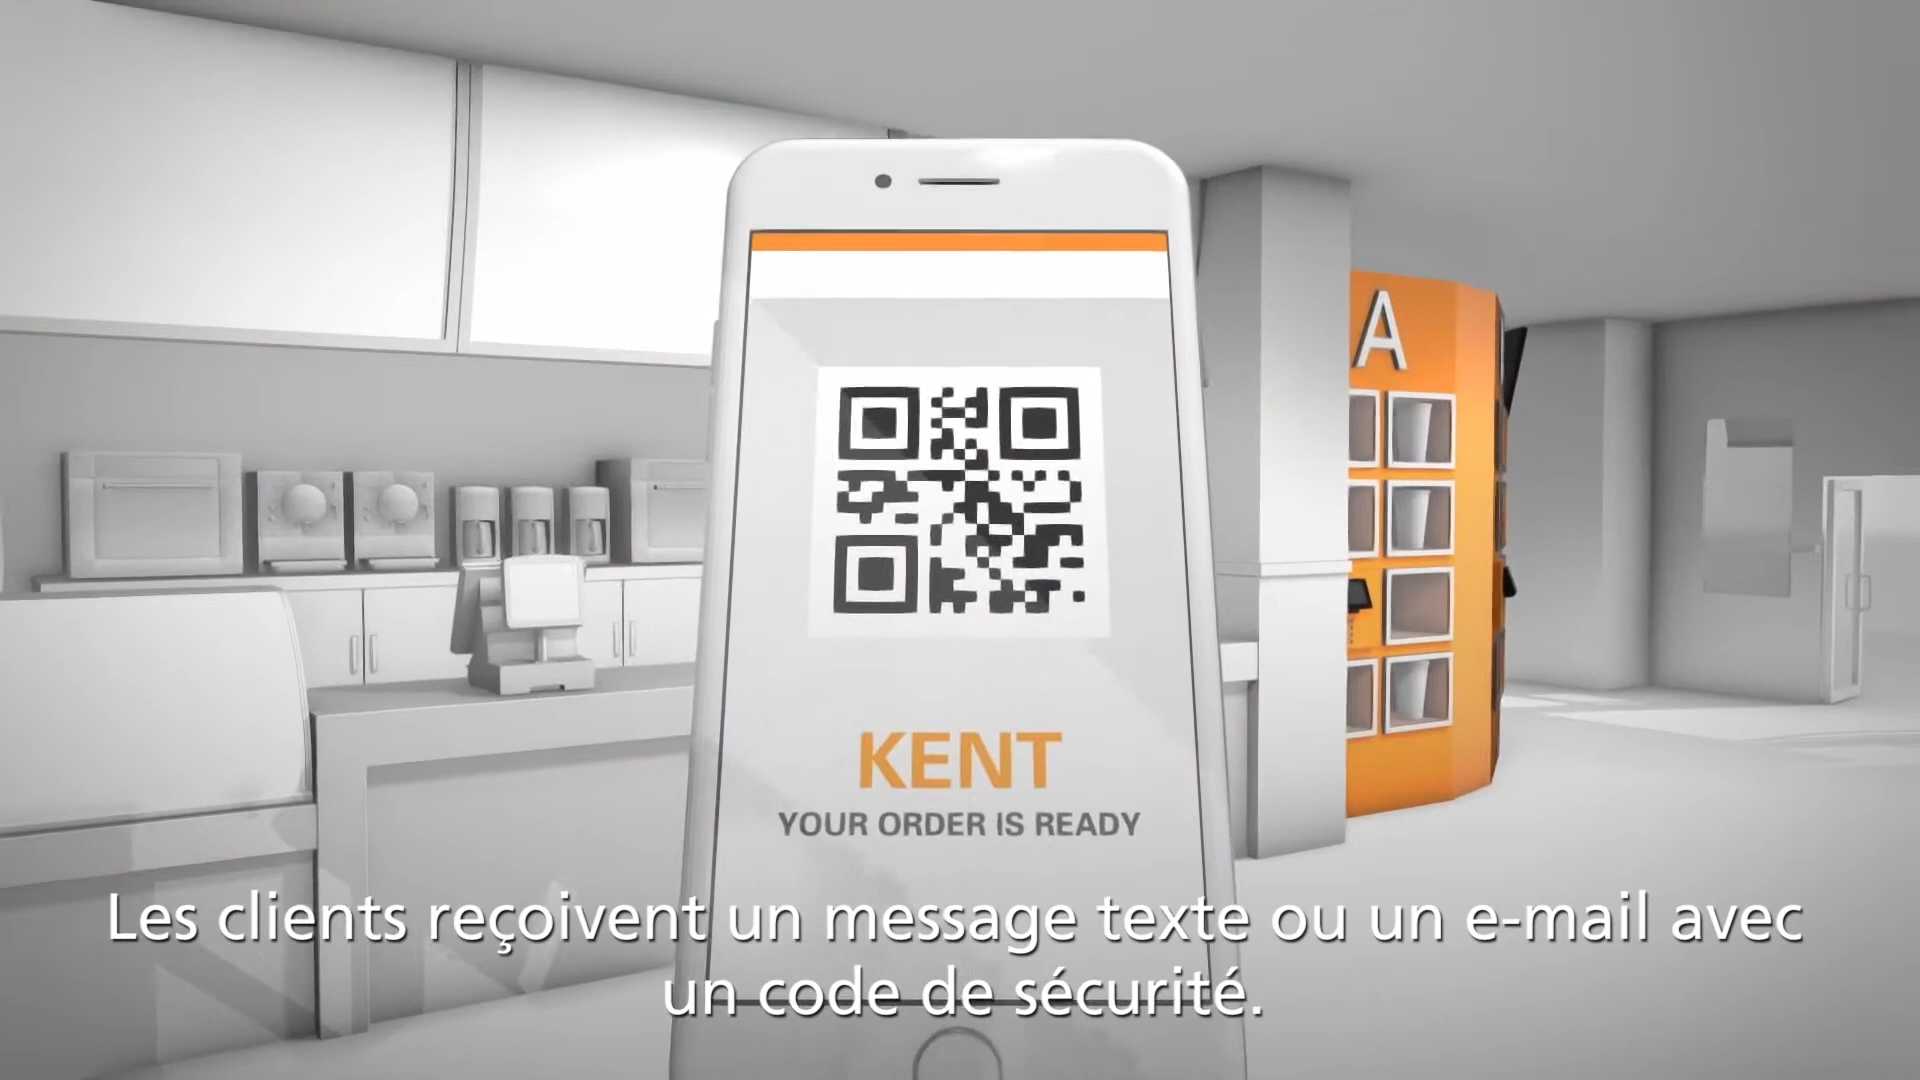 A
KENT
YOUR ORDER IS READY
Les clients reçoivent un message texte ou un e-mail avec
un code de sécurité.